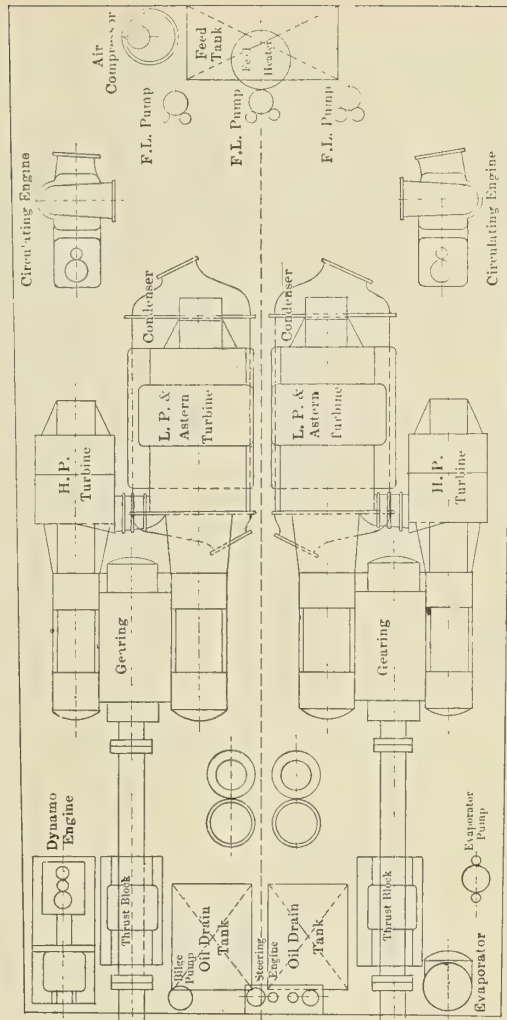 Air
Compressor
Feed
Tank
Feed
Heater
F.L. Pump
F.L. Pump
F.L. Pump
Circulating Engine
Circulating Engine
Condenser
Condenser
L. P. &
Astern
Turbine
L. P. &
Astern
Turbine
H. P.
Turbine
H. P.
Turbine
Gearing
Gearing
Dynamo
Engine
Evaporator
Pump
Thrust Block
Thrust Block
Bilge
Pump
Oil Drain
Tank
Steering
Engine
Oil Drain
Tank
Evaporator